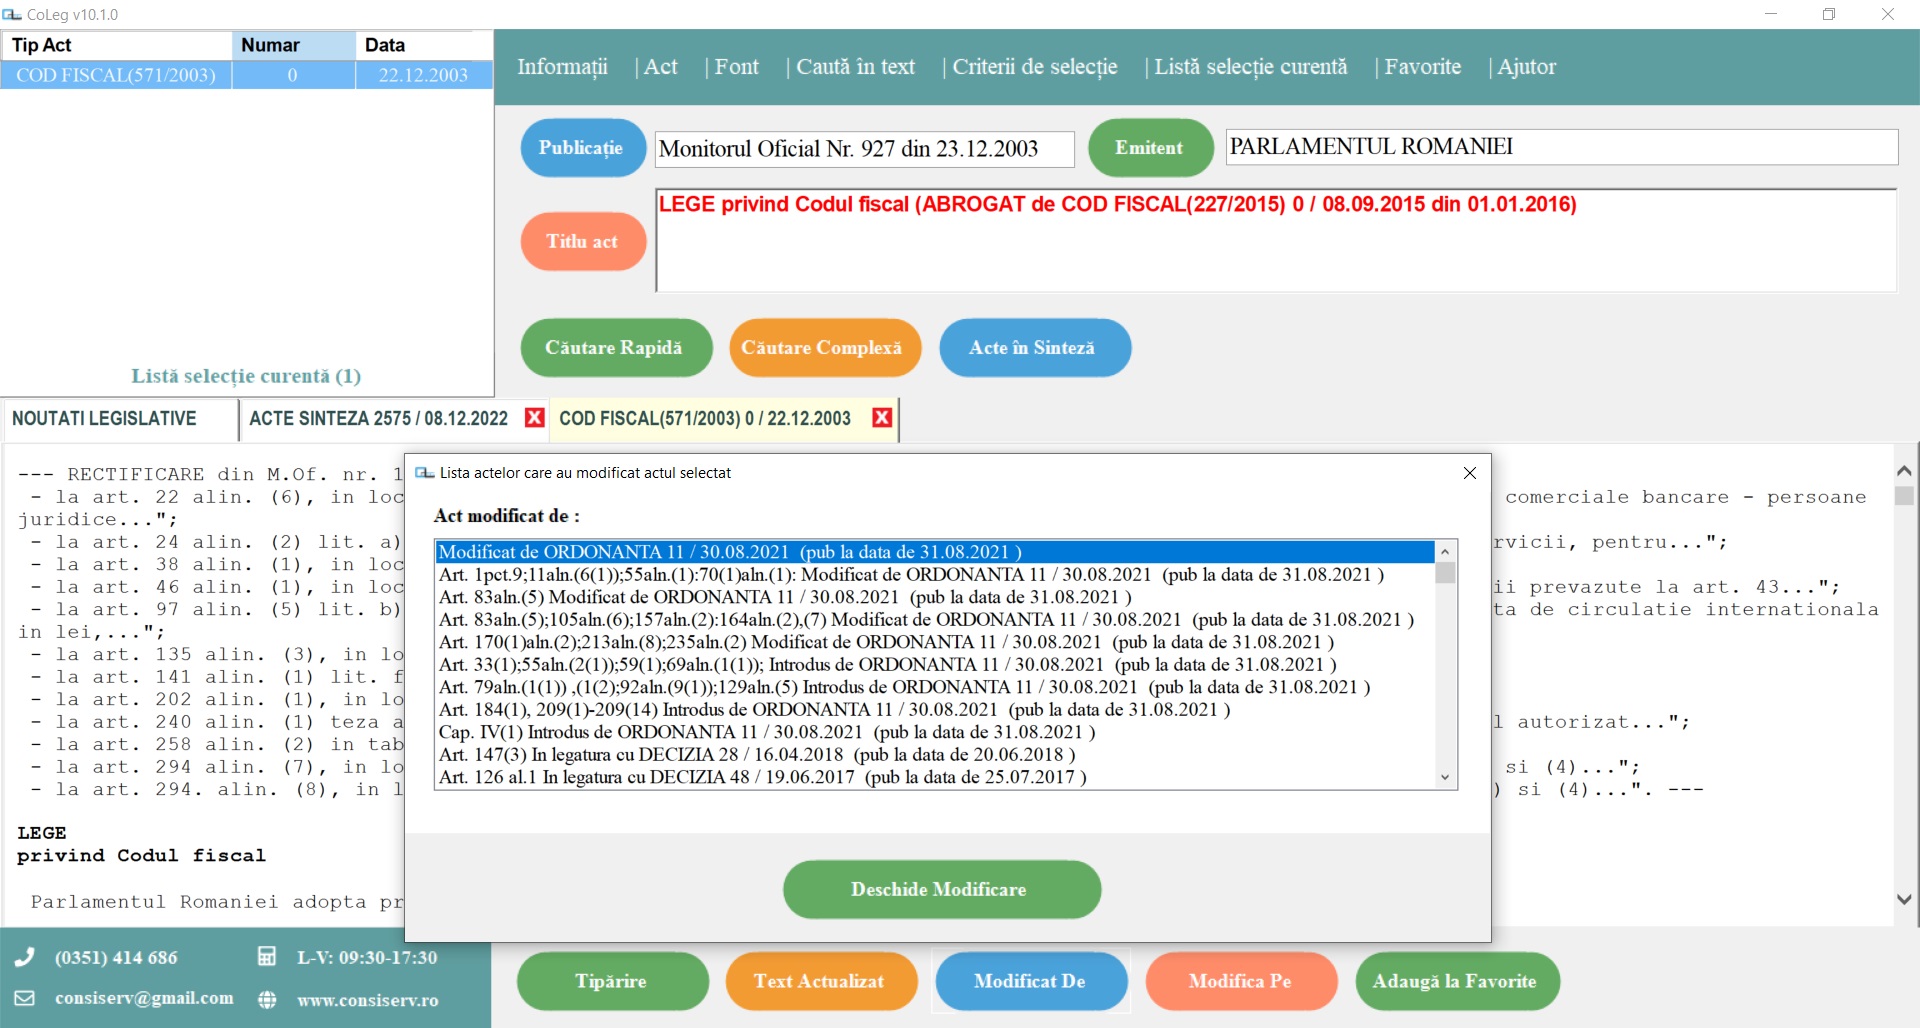 CoLeg v10.1.0
Tip Act Numar Data
COD FISCAL(571/2003) 0 22.12.2003
Listă selecție curentă (1)
Informații | Act | Font | Caută în text | Criterii de selecție | Listă selecție curentă | Favorite | Ajutor
Publicație Monitorul Oficial Nr. 927 din 23.12.2003 Emitent PARLAMENTUL ROMANIEI
Titlu act LEGE privind Codul fiscal (ABROGAT de COD FISCAL(227/2015) 0 / 08.09.2015 din 01.01.2016)
Căutare Rapidă Căutare Complexă Acte în Sinteză
NOUTATI LEGISLATIVE ACTE SINTEZA 2575 / 08.12.2022 X COD FISCAL(571/2003) 0 / 22.12.2003 X
--- RECTIFICARE din M.Of. nr. 1
- la art. 22 alin. (6), in loc comerciale bancare - persoane
juridice...";
- la art. 24 alin. (2) lit. a) rvicii, pentru...";
- la art. 38 alin. (1), in loc
- la art. 46 alin. (1), in loc ii prevazute la art. 43...";
- la art. 97 alin. (5) lit. b) ta de circulatie internationala
in lei,...";
- la art. 135 alin. (3), in lo
- la art. 141 alin. (1) lit. f
- la art. 202 alin. (1), in lo
- la art. 240 alin. (1) teza a l autorizat...";
- la art. 258 alin. (2) in tab
- la art. 294 alin. (7), in lo si (4)...";
- la art. 294. alin. (8), in l ) si (4)...". ---
LEGE
privind Codul fiscal
Parlamentul Romaniei adopta pr
Lista actelor care au modificat actul selectat
Act modificat de :
Modificat de ORDONANTA 11 / 30.08.2021 (pub la data de 31.08.2021 )
Art. 1pct.9;11aln.(6(1));55aln.(1):70(1)aln.(1): Modificat de ORDONANTA 11 / 30.08.2021 (pub la data de 31.08.2021 )
Art. 83aln.(5) Modificat de ORDONANTA 11 / 30.08.2021 (pub la data de 31.08.2021 )
Art. 83aln.(5);105aln.(6);157aln.(2):164aln.(2),(7) Modificat de ORDONANTA 11 / 30.08.2021 (pub la data de 31.08.2021 )
Art. 170(1)aln.(2);213aln.(8);235aln.(2) Modificat de ORDONANTA 11 / 30.08.2021 (pub la data de 31.08.2021 )
Art. 33(1);55aln.(2(1));59(1);69aln.(1(1)); Introdus de ORDONANTA 11 / 30.08.2021 (pub la data de 31.08.2021 )
Art. 79aln.(1(1)) ,(1(2);92aln.(9(1));129aln.(5) Introdus de ORDONANTA 11 / 30.08.2021 (pub la data de 31.08.2021 )
Art. 184(1), 209(1)-209(14) Introdus de ORDONANTA 11 / 30.08.2021 (pub la data de 31.08.2021 )
Cap. IV(1) Introdus de ORDONANTA 11 / 30.08.2021 (pub la data de 31.08.2021 )
Art. 147(3) In legatura cu DECIZIA 28 / 16.04.2018 (pub la data de 20.06.2018 )
Art. 126 al.1 In legatura cu DECIZIA 48 / 19.06.2017 (pub la data de 25.07.2017 )
Deschide Modificare
(0351) 414 686 L-V: 09:30-17:30
consiserv@gmail.com www.consiserv.ro
Tipărire Text Actualizat Modificat De Modifica Pe Adaugă la Favorite